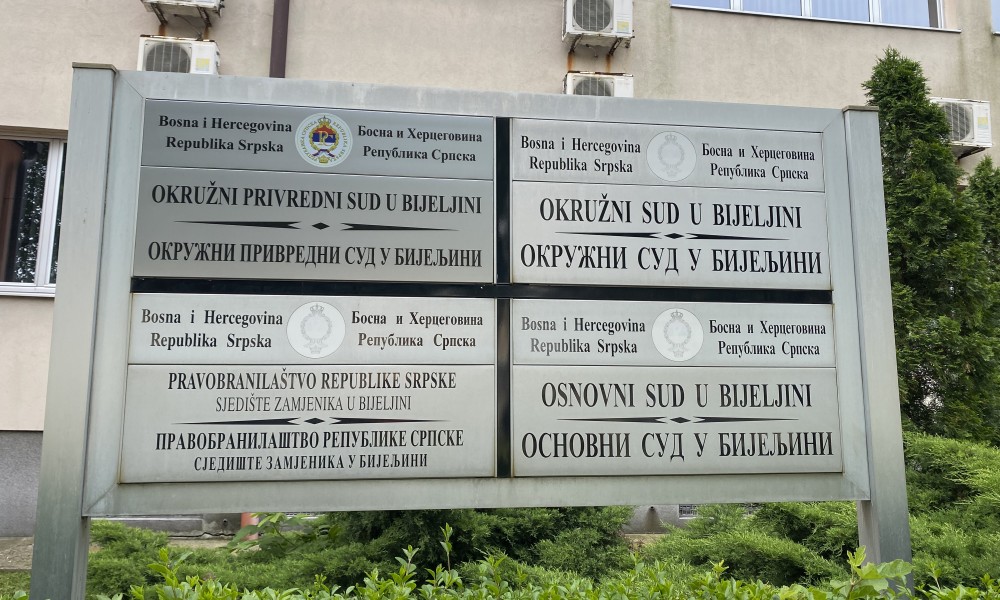 Bosna i Hercegovina
Republika Srpska
Босна и Херцеговина
Република Српска
OKRUŽNI PRIVREDNI SUD U BIJELJINI
ОКРУЖНИ ПРИВРЕДНИ СУД У БИЈЕЉИНИ
Bosna i Hercegovina
Republika Srpska
Босна и Херцеговина
Република Српска
OKRUŽNI SUD U BIJELJINI
ОКРУЖНИ СУД У БИЈЕЉИНИ
Bosna i Hercegovina
Republika Srpska
Босна и Херцеговина
Република Српска
PRAVOBRANILAŠTVO REPUBLIKE SRPSKE
SJEDIŠTE ZAMJENIKA U BIJELJINI
ПРАВОБРАНИЛАШТВО РЕПУБЛИКЕ СРПСКЕ
СЈЕДИШТЕ ЗАМЈЕНИКА У БИЈЕЉИНИ
Bosna i Hercegovina
Republika Srpska
Босна и Херцеговина
Република Српска
OSNOVNI SUD U BIJELJINI
ОСНОВНИ СУД У БИЈЕЉИНИ